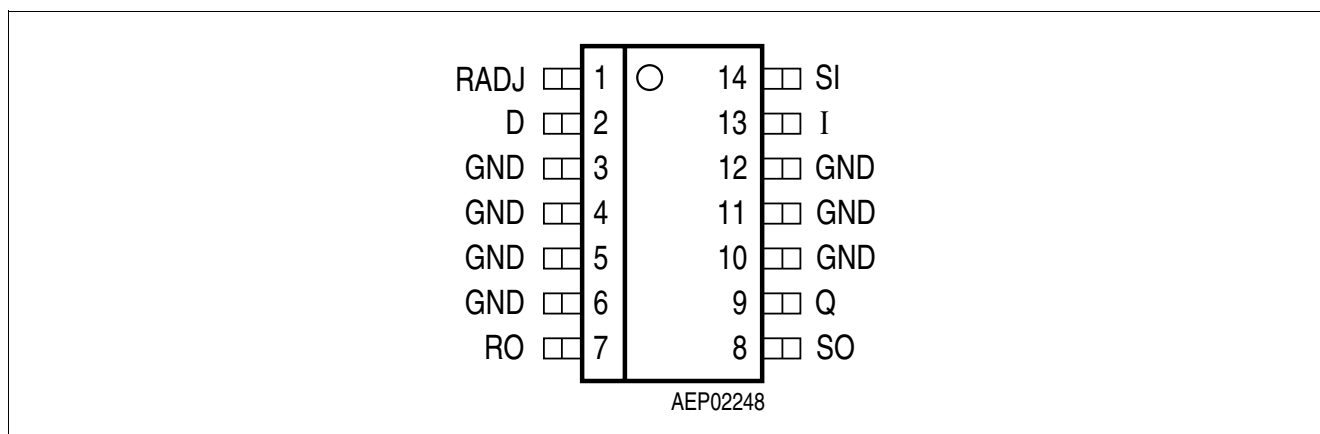 RADJ 1 14 SI
D 2 13 I
GND 3 12 GND
GND 4 11 GND
GND 5 10 GND
GND 6 9 Q
RO 7 8 SO
AEP02248